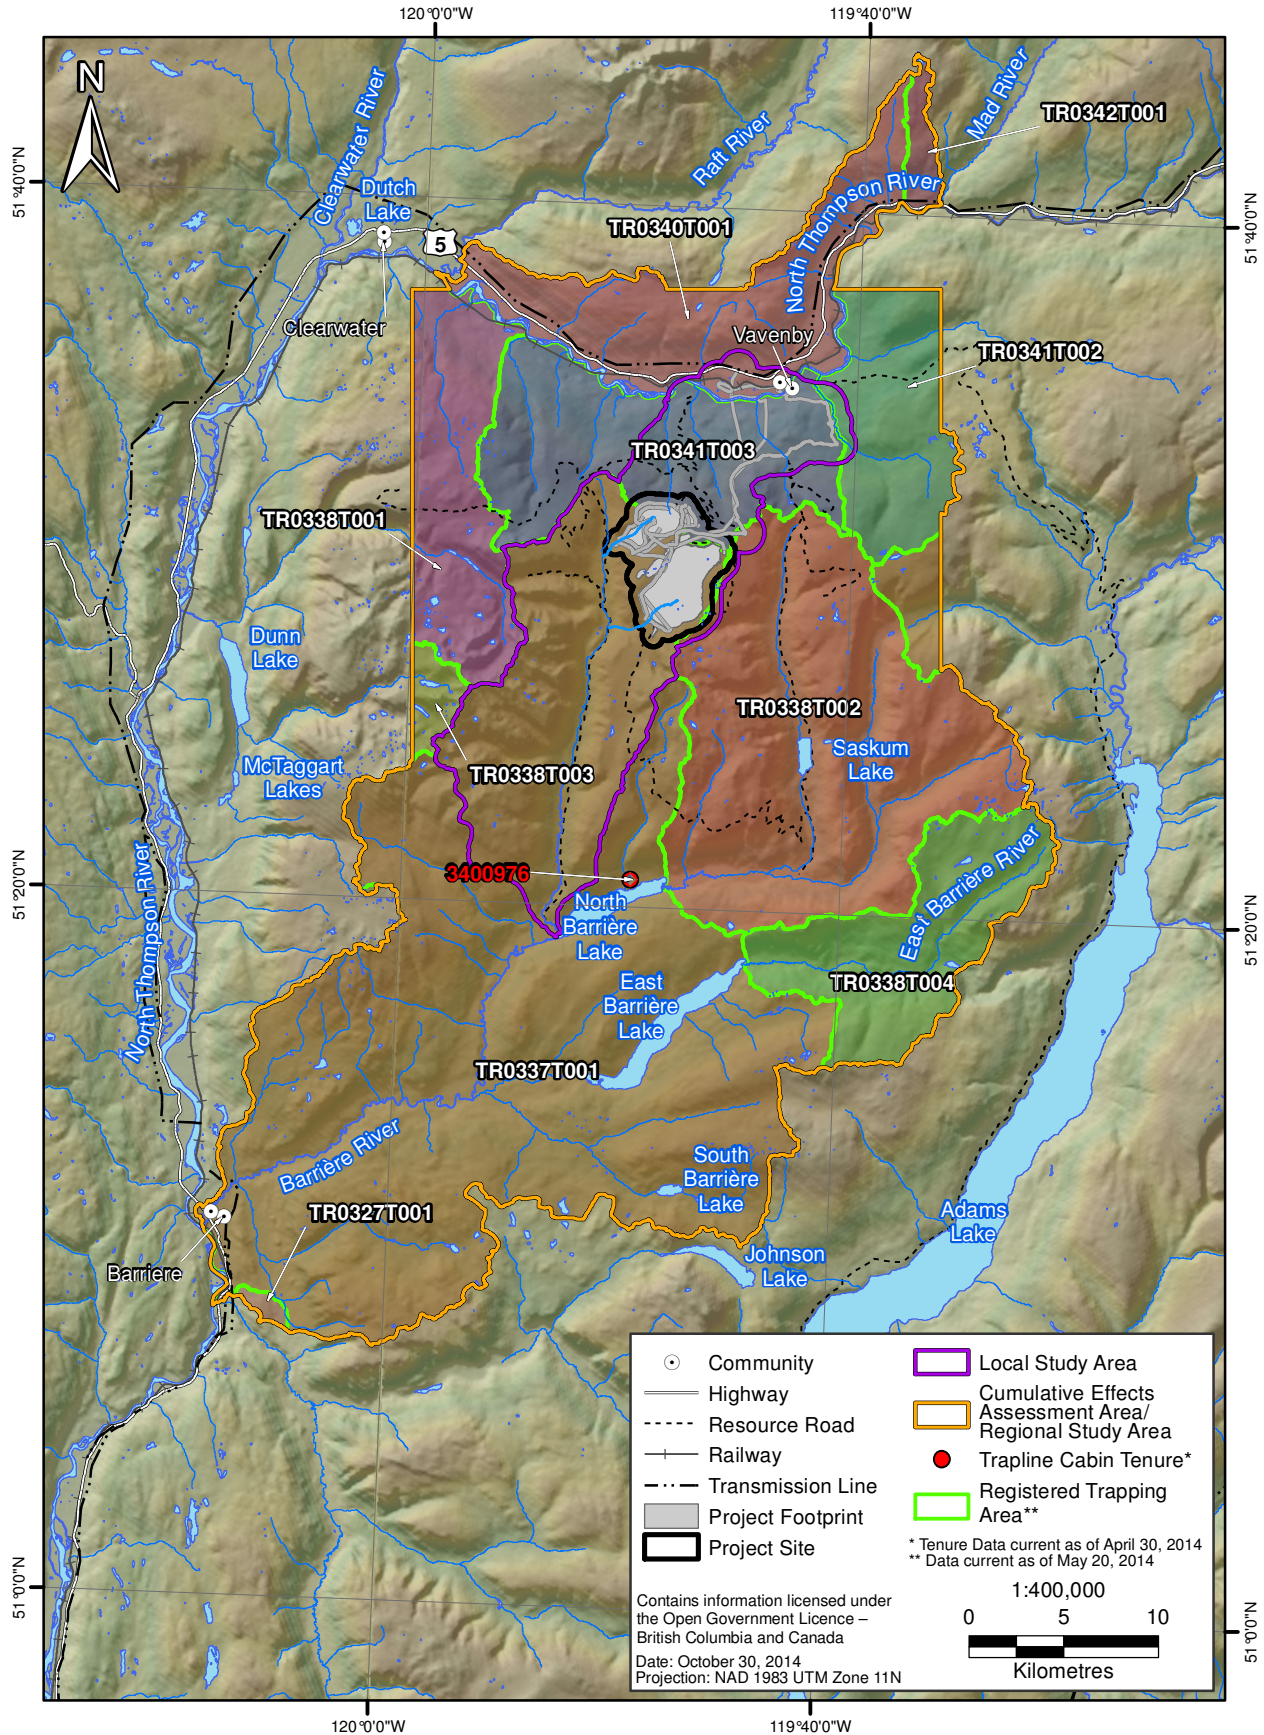 120°0'0"W
119°40'0"W
N
Clearwater River
Mad River
TR0342T001
Raft River
51°40'0"N
Dutch
Lake
North Thompson River
TR0340T001
51°40'0"N
5
Clearwater
Vavenby
TR0341T002
TR0341T003
TR0338T001
Dunn
Lake
TR0338T002
Saskum
Lake
McTaggart
Lakes
TR0338T003
North Thompson River
3400976
51°20'0"N
East Barrière River
North
Barrière
Lake
51°20'0"N
East
Barrière
Lake
TR0338T004
TR0337T001
Barrière River
South
Barrière
Lake
TR0327T001
Adams
Lake
Barriere
Johnson
Lake
Community
Highway
Resource Road
Railway
Transmission Line
Project Footprint
Project Site
Local Study Area
Cumulative Effects
Assessment Area/
Regional Study Area
Trapline Cabin Tenure*
Registered Trapping
Area**
* Tenure Data current as of April 30, 2014
** Data current as of May 20, 2014
1:400,000
0 5 10
Kilometres
Contains information licensed under
the Open Government Licence –
British Columbia and Canada
Date: October 30, 2014
Projection: NAD 1983 UTM Zone 11N
51°0'0"N
51°0'0"N
120°0'0"W
119°40'0"W